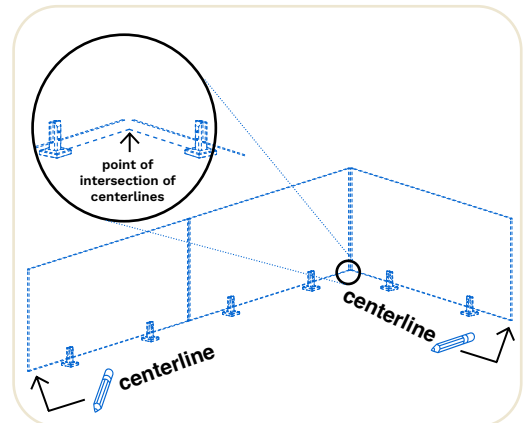 point of
intersection of
centerlines
centerline
centerline